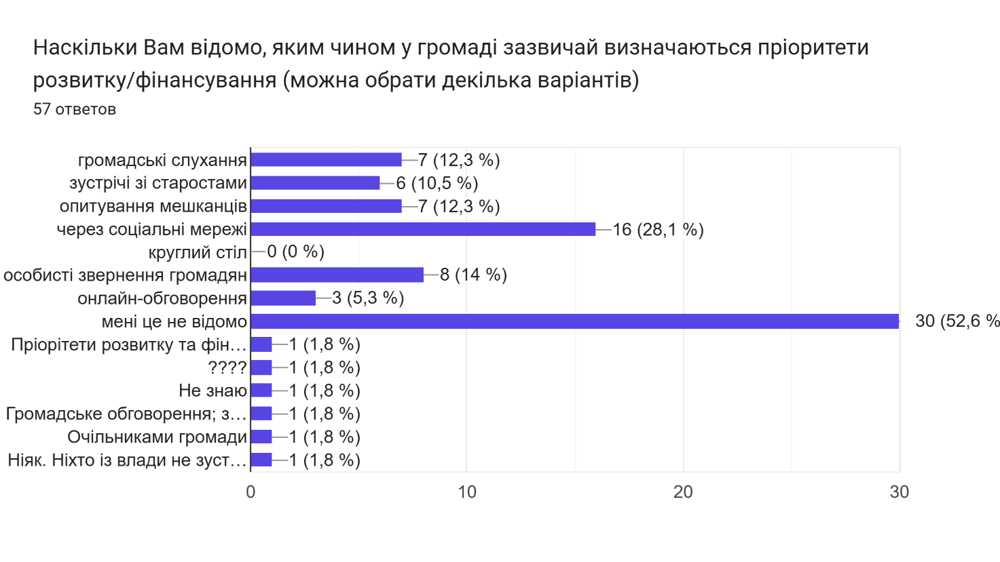 Наскільки Вам відомо, яким чином у громаді зазвичай визначаються пріоритети
розвитку/фінансування (можна обрати декілька варіантів)
57 ответов
громадські слухання 7 (12,3 %)
зустрічі зі старостами 6 (10,5 %)
опитування мешканців 7 (12,3 %)
через соціальні мережі 16 (28,1 %)
круглий стіл 0 (0 %)
особисті звернення громадян 8 (14 %)
онлайн-обговорення 3 (5,3 %)
мені це не відомо 30 (52,6 %
Пріорітети розвитку та фін… 1 (1,8 %)
???? 1 (1,8 %)
Не знаю 1 (1,8 %)
Громадське обговорення; з… 1 (1,8 %)
Очільниками громади 1 (1,8 %)
Ніяк. Ніхто із влади не зуст… 1 (1,8 %)
0 10 20 30